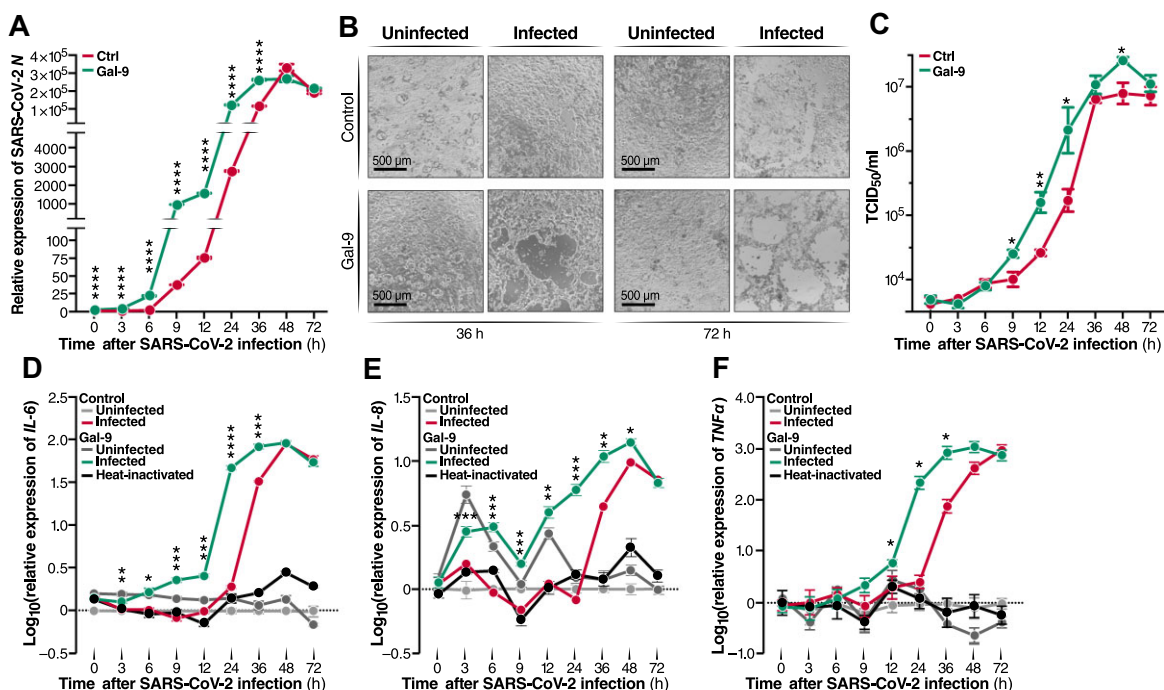 A
Relative expression of SARS-CoV-2 N
4×10⁵
3×10⁵
2×10⁵
1×10⁵
4000
3000
2000
1000
100
75
50
25
0
Ctrl
Gal-9
****
****
****
****
****
****
****
0 3 6 9 12 24 36 48 72
Time after SARS-CoV-2 infection (h)
B
Uninfected Infected Uninfected Infected
Control
500 µm
500 µm
Gal-9
500 µm
500 µm
36 h 72 h
C
TCID₅₀/ml
10⁷
10⁶
10⁵
10⁴
Ctrl
Gal-9
*
**
*
*
0 3 6 9 12 24 36 48 72
Time after SARS-CoV-2 infection (h)
D
Log₁₀(relative expression of IL-6)
2.5
2.0
1.5
1.0
0.5
0
−0.5
Control
Uninfected
Infected
Gal-9
Uninfected
Infected
Heat-inactivated
**
*
***
***
****
***
0 3 6 9 12 24 36 48 72
Time after SARS-CoV-2 infection (h)
E
Log₁₀(relative expression of IL-8)
1.5
1.0
0.5
0.0
-0.5
Control
Uninfected
Infected
Gal-9
Uninfected
Infected
Heat-inactivated
***
***
***
**
***
**
*
0 3 6 9 12 24 36 48 72
Time after SARS-CoV-2 infection (h)
F
Log₁₀(relative expression of TNFα)
4.0
3.0
2.0
1.0
0
-1.0
Control
Uninfected
Infected
Gal-9
Uninfected
Infected
Heat-inactivated
*
*
*
0 3 6 9 12 24 36 48 72
Time after SARS-CoV-2 infection (h)